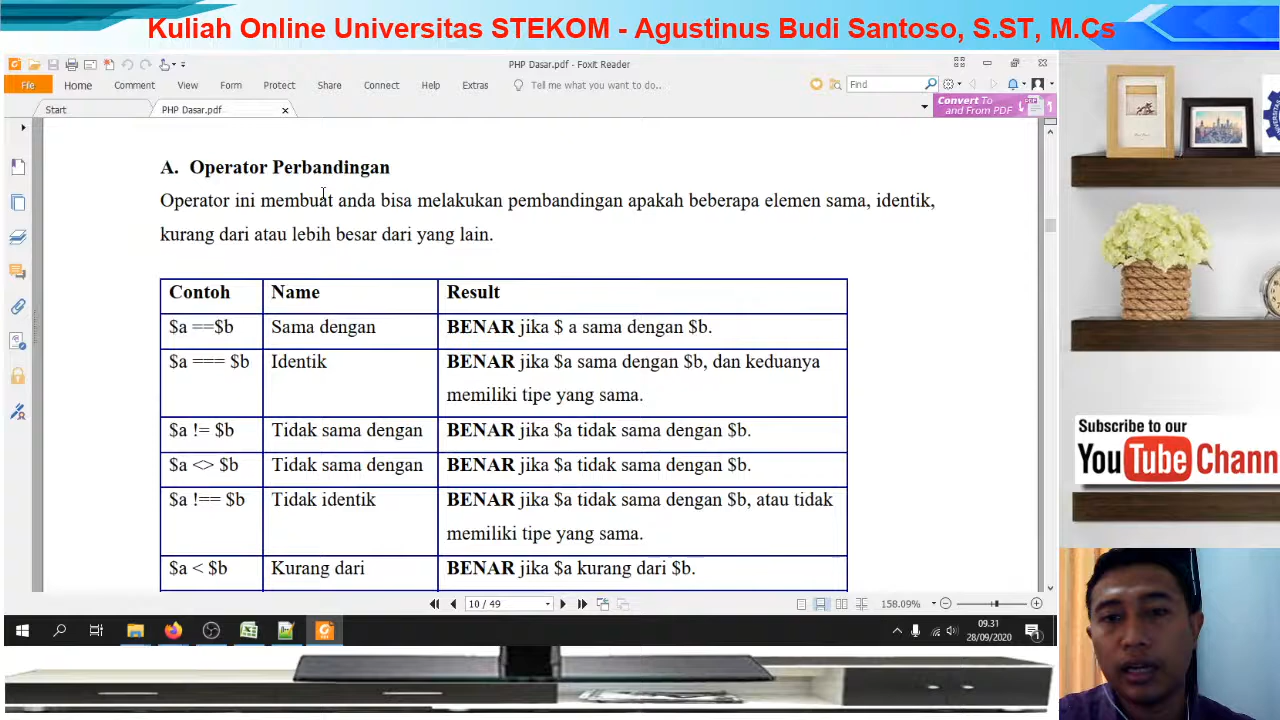 Kuliah Online Universitas STEKOM - Agustinus Budi Santoso, S.ST, M.Cs
PHP Dasar.pdf - Foxit Reader
File Home Comment View Form Protect Share Connect Help Extras Tell me what you want to do.. Find
Start PHP Dasar.pdf
Convert To
and From PDF
A. Operator Perbandingan
Operator ini membuat anda bisa melakukan pembandingan apakah beberapa elemen sama, identik,
kurang dari atau lebih besar dari yang lain.
Contoh Name Result
$a ==$b Sama dengan BENAR jika $ a sama dengan $b.
$a === $b Identik BENAR jika $a sama dengan $b, dan keduanya
memiliki tipe yang sama.
$a != $b Tidak sama dengan BENAR jika $a tidak sama dengan $b.
$a <> $b Tidak sama dengan BENAR jika $a tidak sama dengan $b.
$a !== $b Tidak identik BENAR jika $a tidak sama dengan $b, atau tidak
memiliki tipe yang sama.
$a < $b Kurang dari BENAR jika $a kurang dari $b.
10 / 49
158.09%
09.31
28/09/2020
Subscribe to our
YouTube Chann